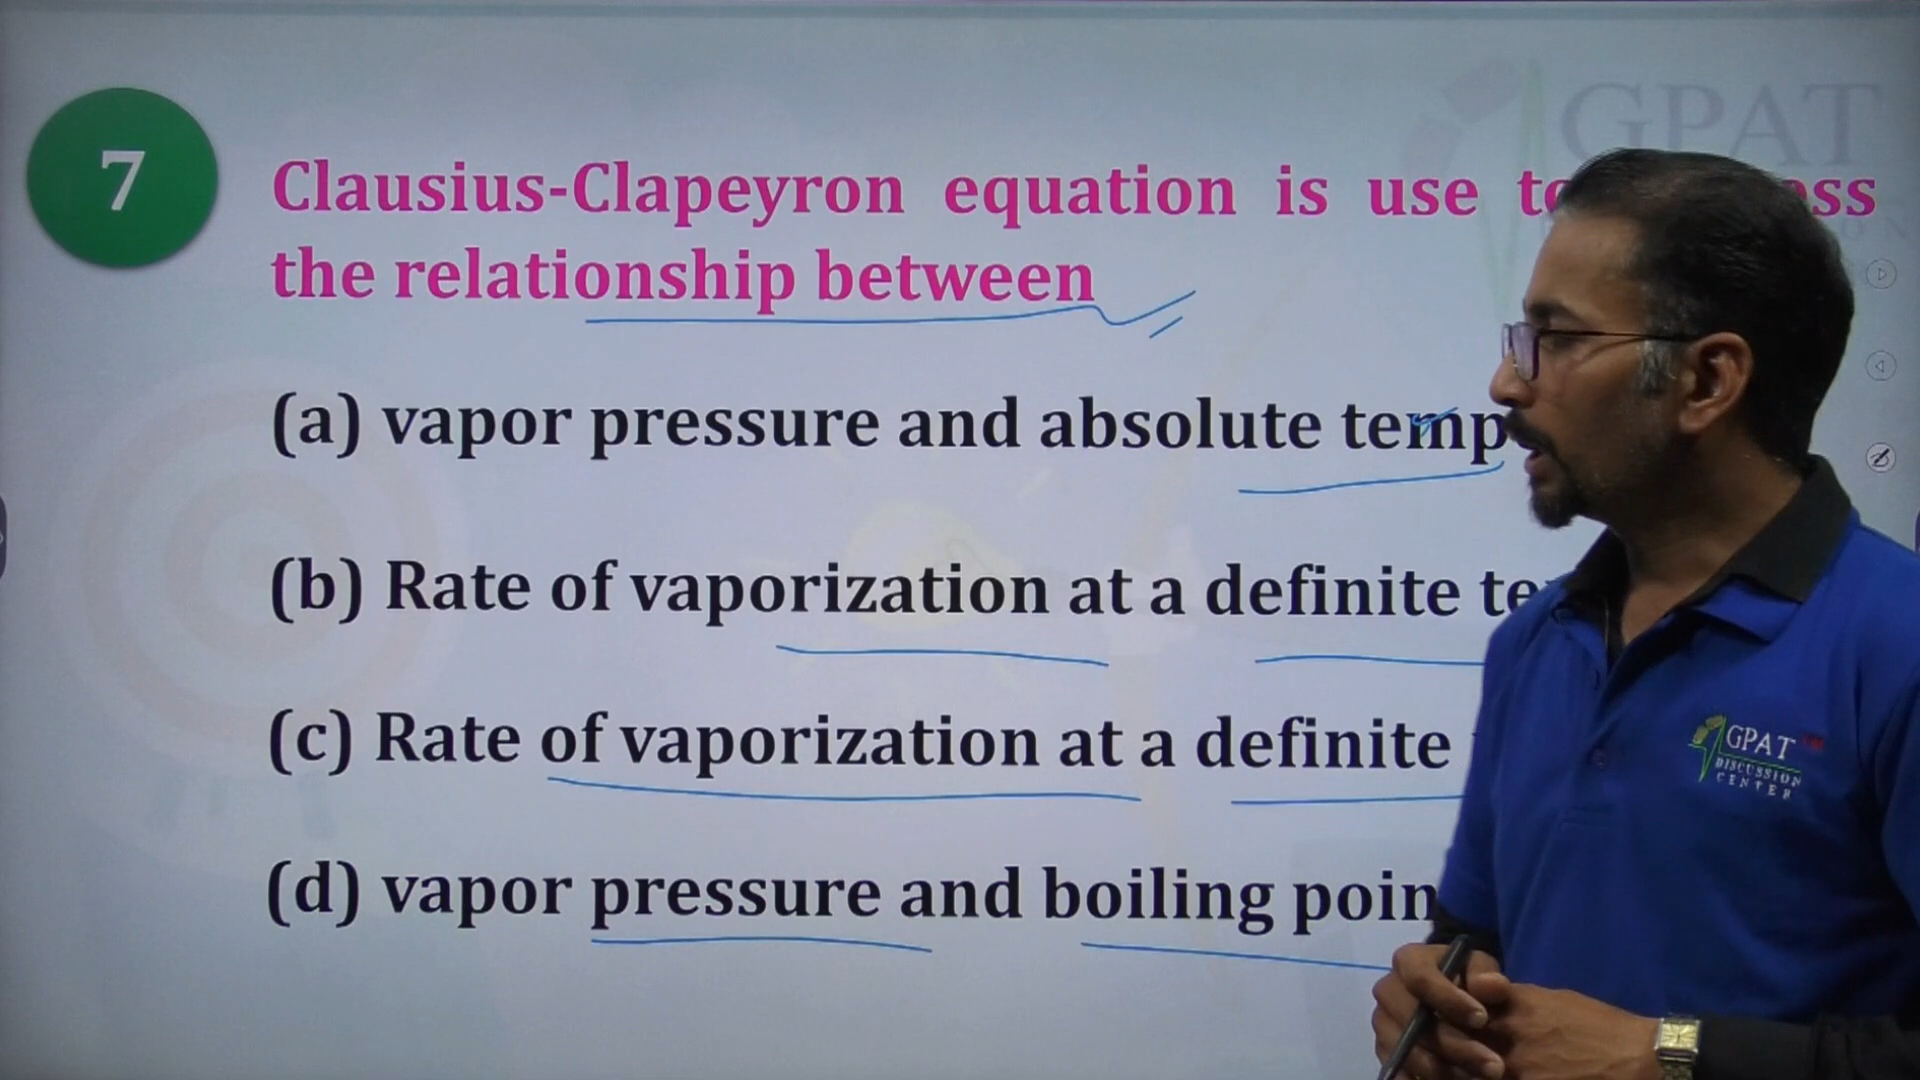 GPAT
7
Clausius-Clapeyron equation is use
the relationship between
(a) vapor pressure and absolute temp
(b) Rate of vaporization at a definite
(c) Rate of vaporization at a definite
(d) vapor pressure and boiling
GPAT
DISCUSSION
CENTER